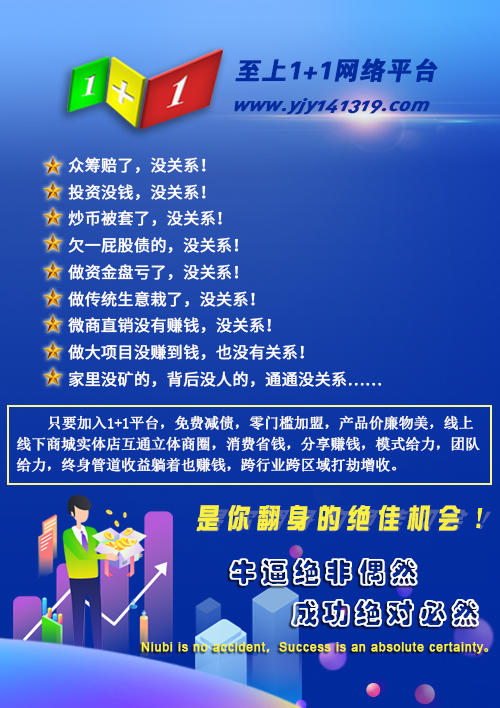 1+1
至上1+1网络平台
www.yjy141319.com
众筹赔了，没关系！
投资没钱，没关系！
炒币被套了，没关系！
欠一屁股债的，没关系！
做资金盘亏了，没关系！
做传统生意栽了，没关系！
微商直销没有赚钱，没关系！
做大项目没赚到钱，也没有关系！
家里没矿的，背后没人的，通通没关系......
只要加入1+1平台，免费减债，零门槛加盟，产品价廉物美，线上
线下商城实体店互通立体商圈，消费省钱，分享赚钱，模式给力，团队
给力，终身管道收益躺着也赚钱，跨行业跨区域打劫增收。
是你翻身的绝佳机会！
牛逼绝非偶然
成功绝对必然
Niubi is no accident, Success is an absolute certainty。